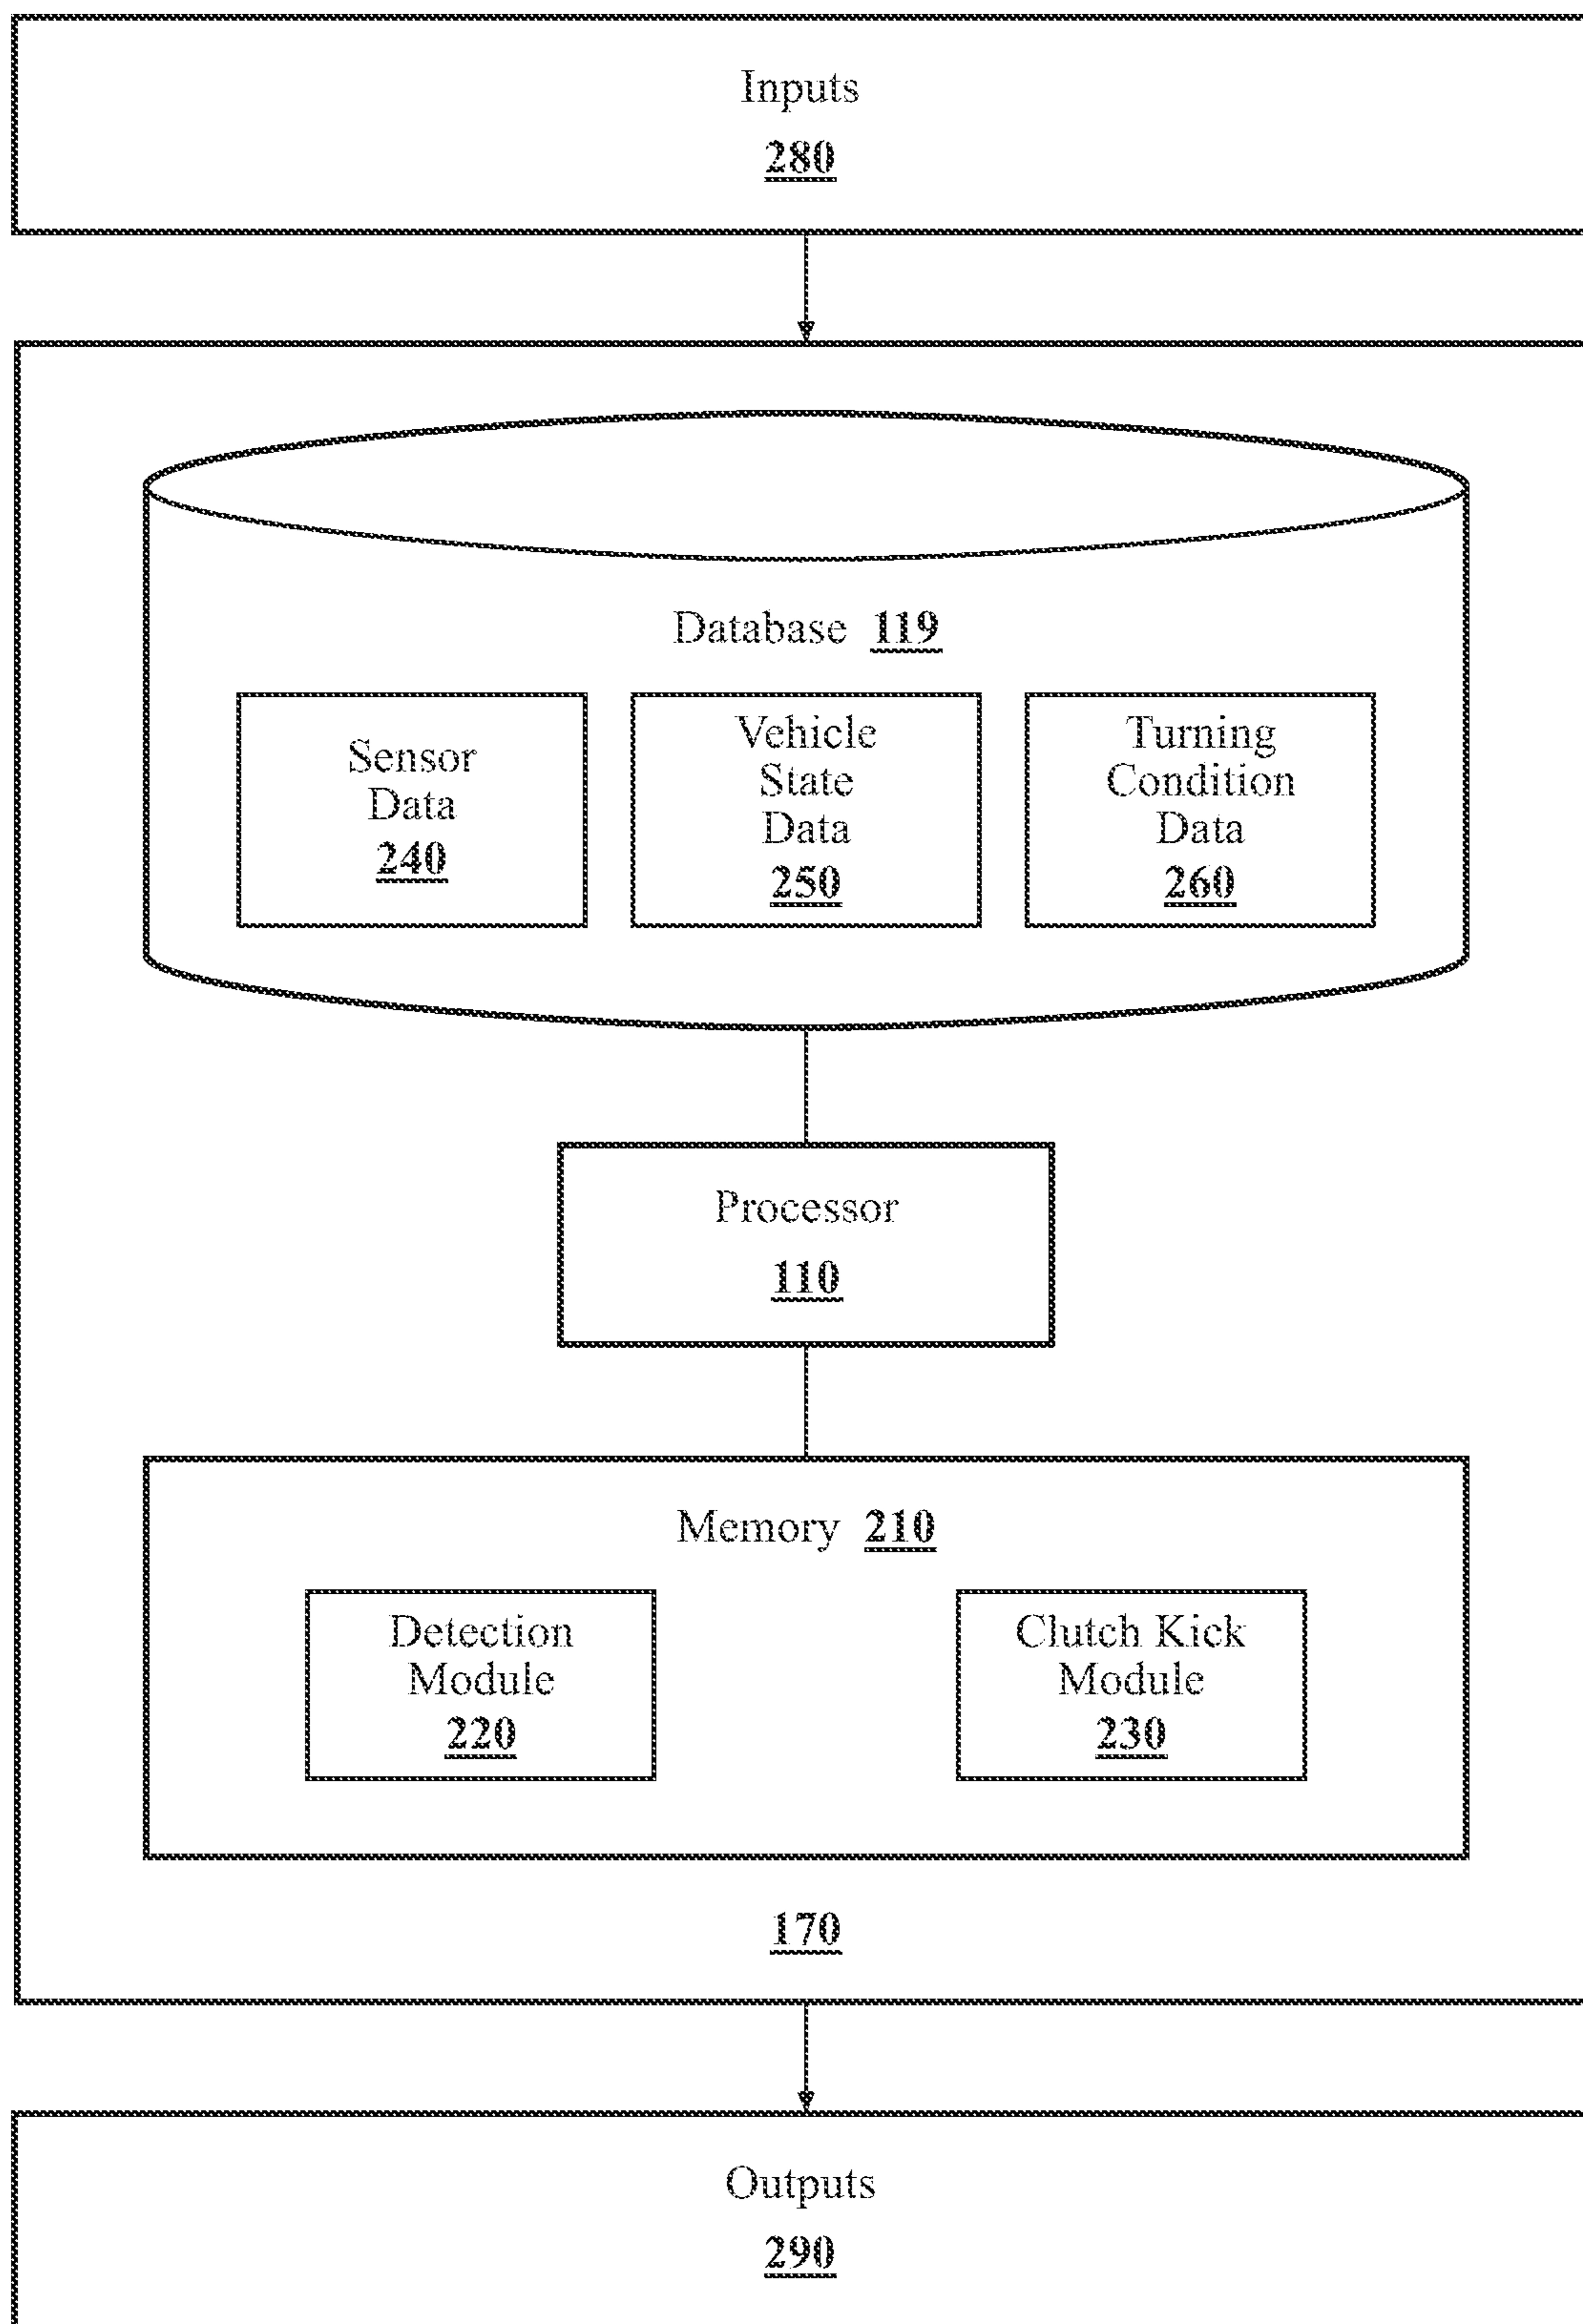 Inputs
280
Database 119
Sensor
Data
240
Vehicle
State
Data
250
Turning
Condition
Data
260
Processor
110
Memory 210
Detection
Module
220
Clutch Kick
Module
230
170
Outputs
290